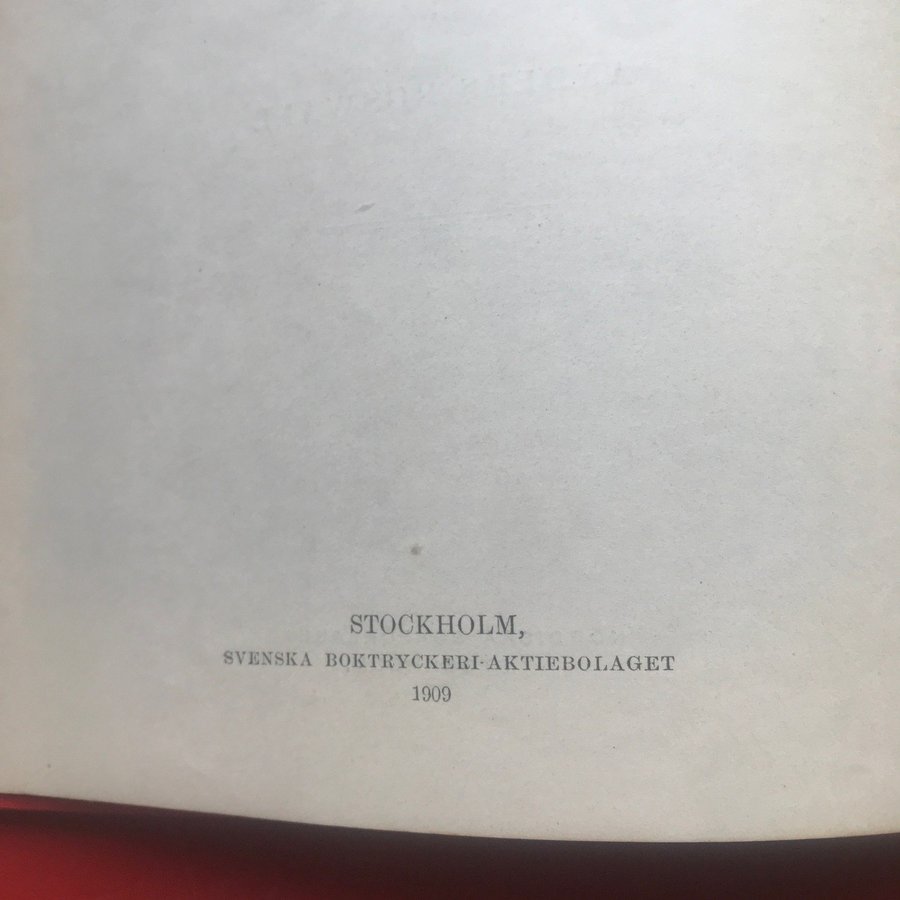 STOCKHOLM,
SVENSKA BOKTRYCKERI-AKTIEBOLAGET
1909